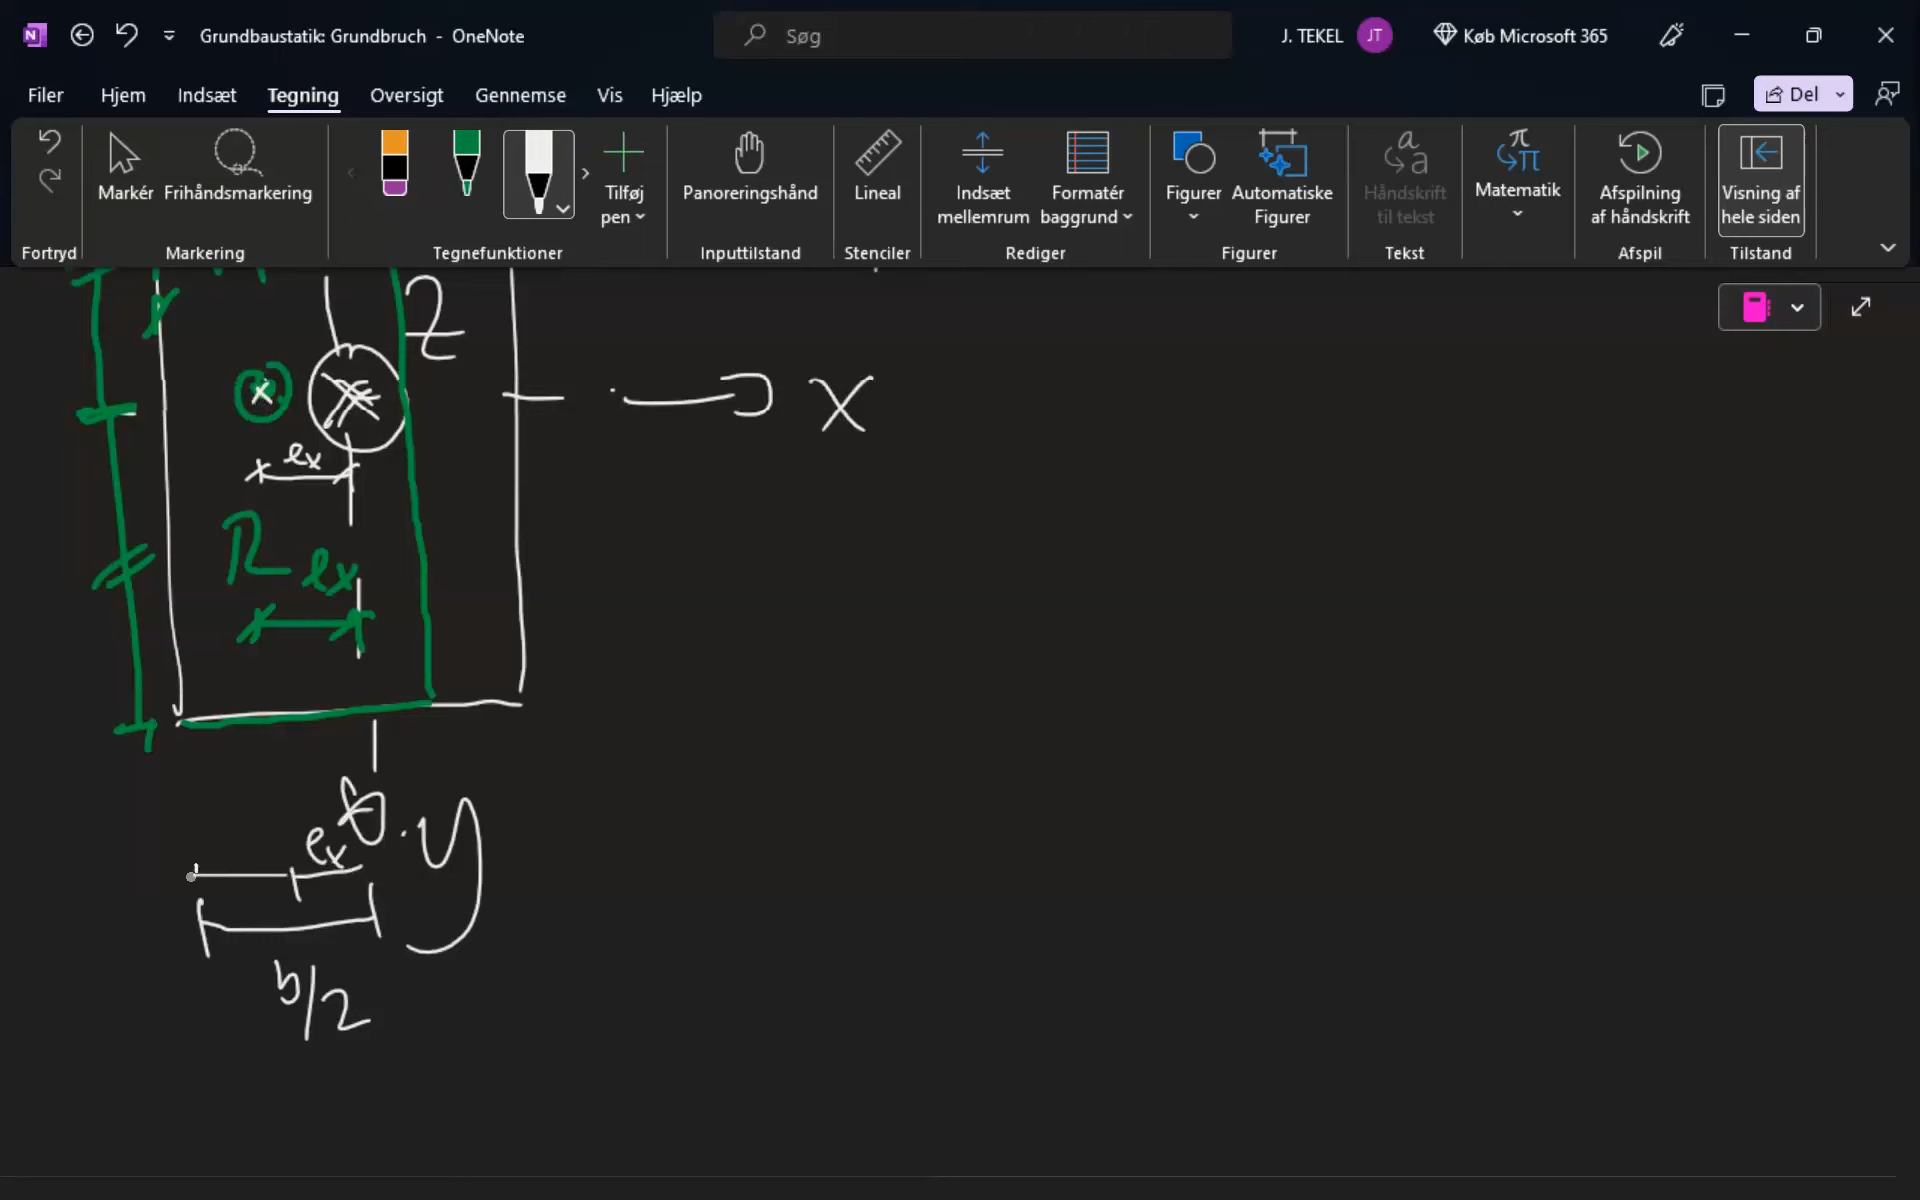 Grundbaustatik: Grundbruch - OneNote
Søg
J. TEKEL
JT
Køb Microsoft 365
Filer
Hjem
Indsæt
Tegning
Oversigt
Gennemse
Vis
Hjælp
Del
Markér
Frihåndsmarkering
Tilføj
pen
Panoreringshånd
Lineal
Indsæt
mellemrum
Formatér
baggrund
Figurer
Automatiske
Figurer
Håndskrift
til tekst
Matematik
Afspilning
af håndskrift
Visning af
hele siden
Fortryd
Markering
Tegnefunktioner
Inputtilstand
Stenciler
Rediger
Figurer
Tekst
Afspil
Tilstand
z
x
ex
R
ex
ex
y
b/2